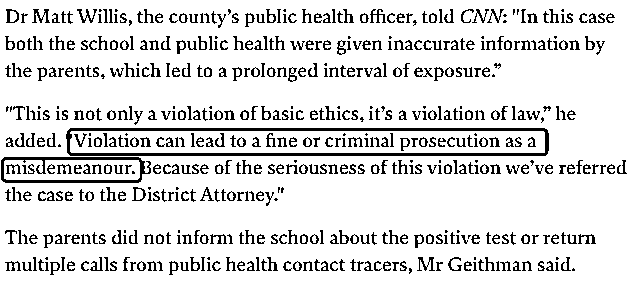 Dr Matt Willis, the county’s public health officer, told CNN: "In this case
both the school and public health were given inaccurate information by
the parents, which led to a prolonged interval of exposure.”
"This is not only a violation of basic ethics, it’s a violation of law,” he
added. "Violation can lead to a fine or criminal prosecution as a
misdemeanour. Because of the seriousness of this violation we’ve referred
the case to the District Attorney."
The parents did not inform the school about the positive test or return
multiple calls from public health contact tracers, Mr Geithman said.